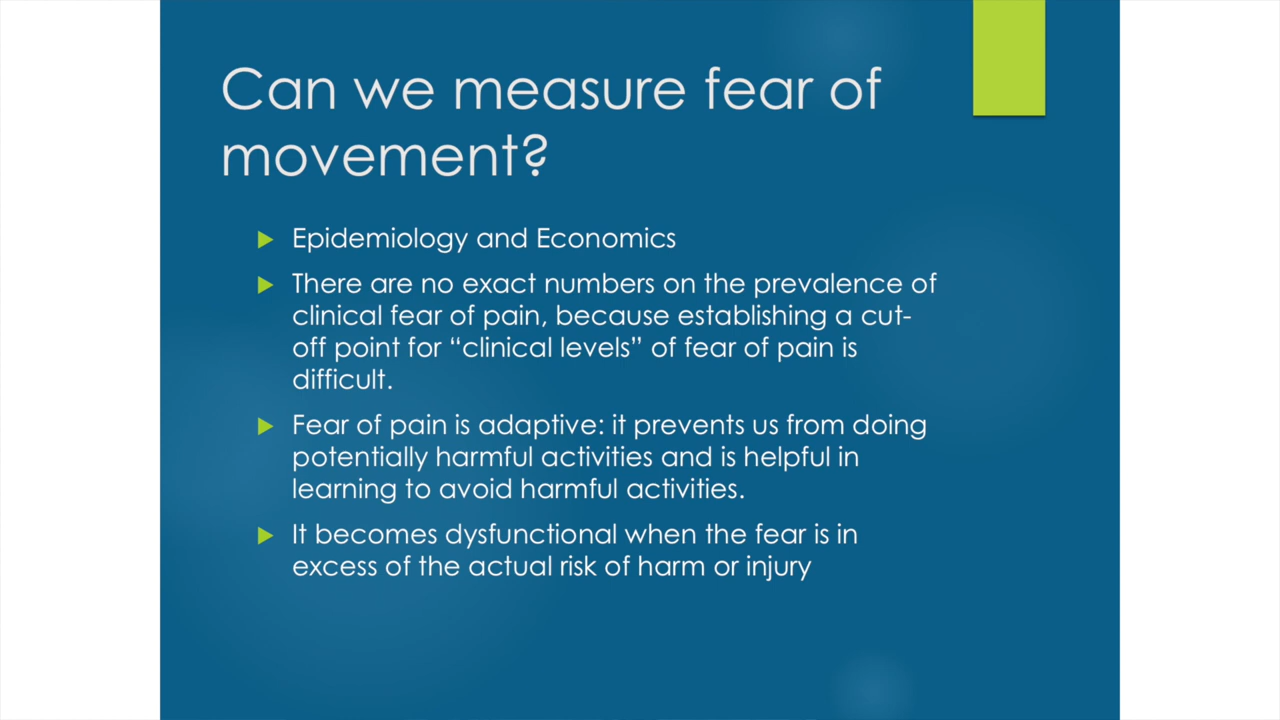 Can we measure fear of
movement?
Epidemiology and Economics
There are no exact numbers on the prevalence of
clinical fear of pain, because establishing a cut-
off point for “clinical levels” of fear of pain is
difficult.
Fear of pain is adaptive: it prevents us from doing
potentially harmful activities and is helpful in
learning to avoid harmful activities.
It becomes dysfunctional when the fear is in
excess of the actual risk of harm or injury